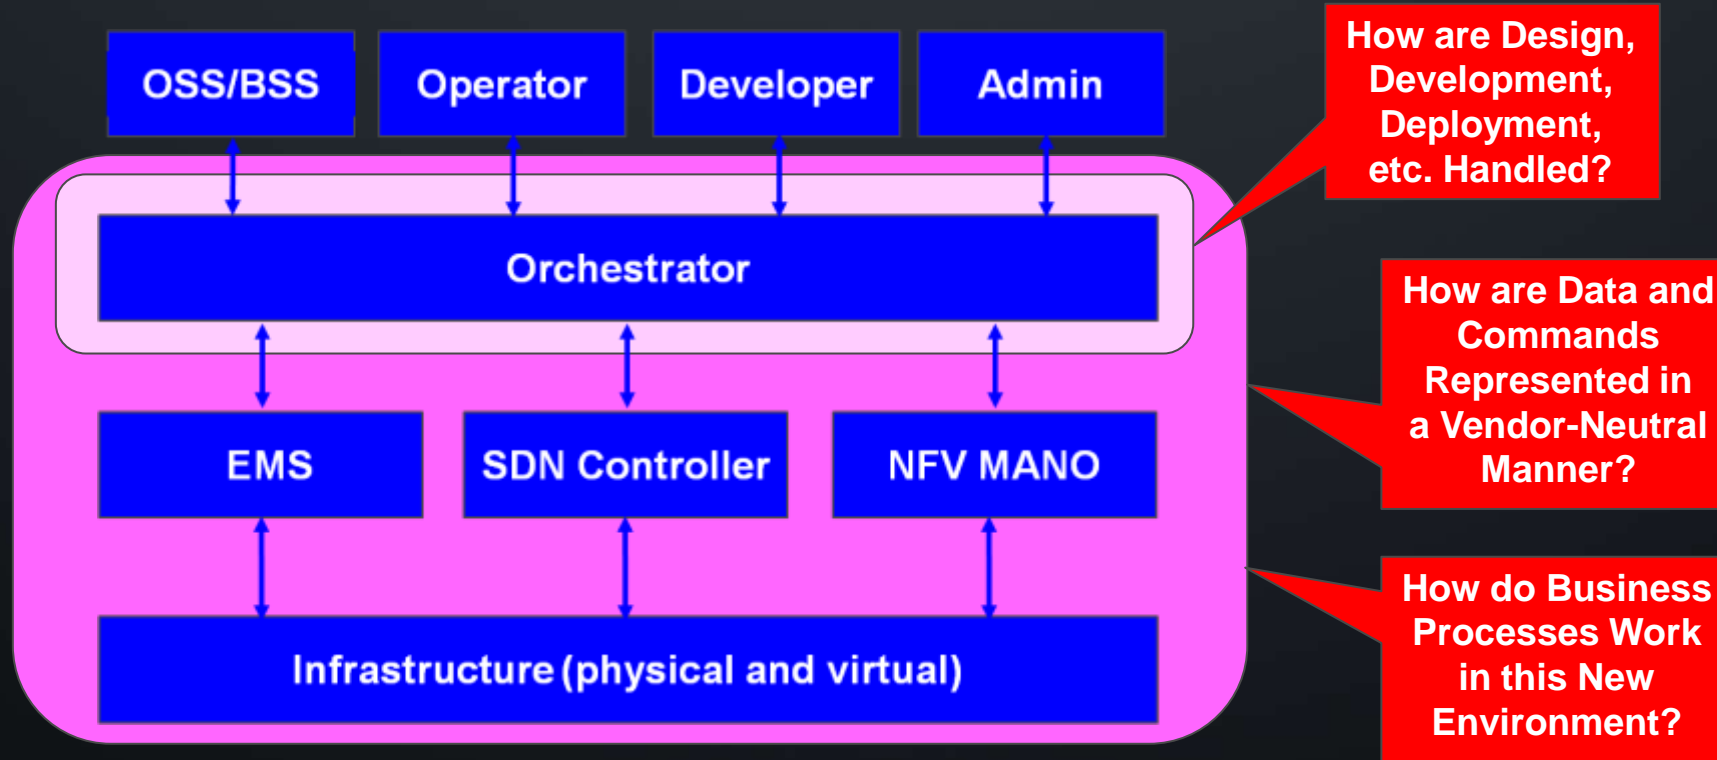 OSS/BSS
Operator
Developer
Admin
How are Design,
Development,
Deployment,
etc. Handled?
Orchestrator
How are Data and
Commands
Represented in
a Vendor-Neutral
Manner?
EMS
SDN Controller
NFV MANO
How do Business
Processes Work
in this New
Environment?
Infrastructure (physical and virtual)